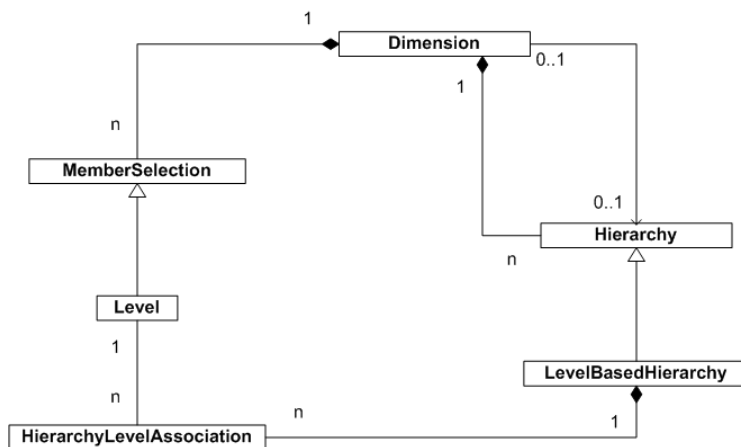 1
Dimension
0..1
1
n
MemberSelection
0..1
Hierarchy
n
Level
1
LevelBasedHierarchy
n
n
1
HierarchyLevelAssociation